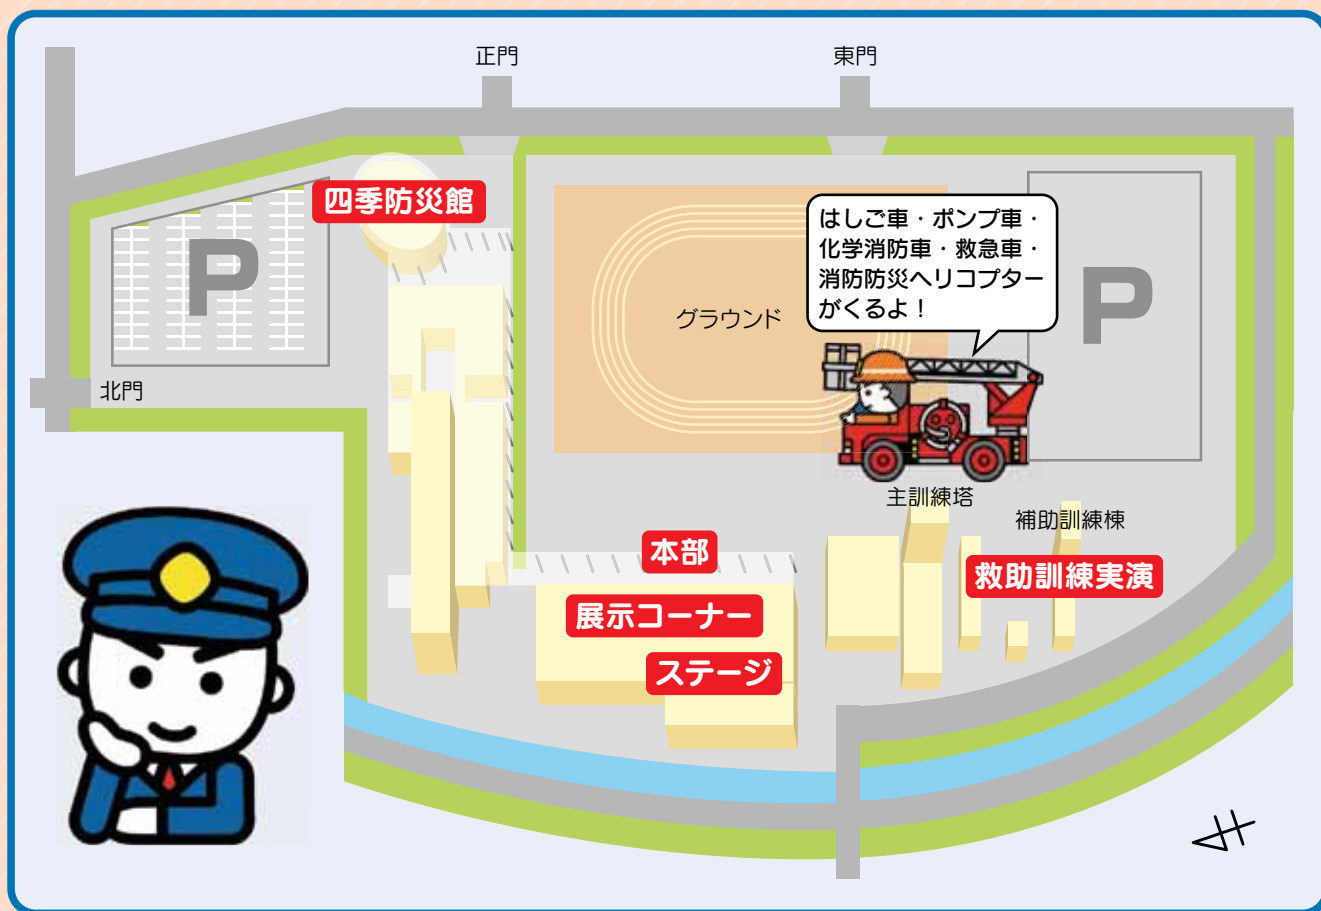 正門
東門
四季防災館
P
はしご車・ポンプ車・
化学消防車・救急車・
消防防災ヘリコプター
がくるよ！
P
グラウンド
北門
主訓練塔
補助訓練棟
本部
救助訓練実演
展示コーナー
ステージ